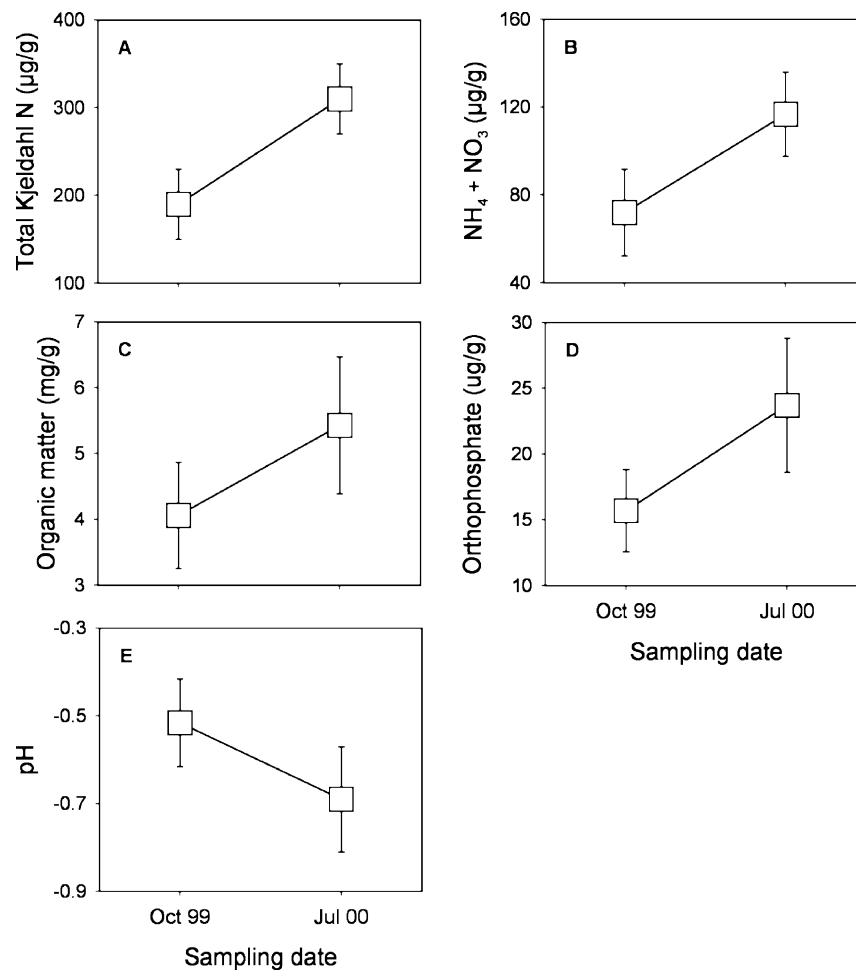 Total Kjeldahl N (µg/g)
400
300
200
100
A
NH4 + NO3 (µg/g)
160
120
80
40
B
Organic matter (mg/g)
7
6
5
4
3
C
Orthophosphate (ug/g)
30
25
20
15
10
D
Oct 99 Jul 00
Sampling date
pH
-0.3
-0.5
-0.7
-0.9
E
Oct 99 Jul 00
Sampling date